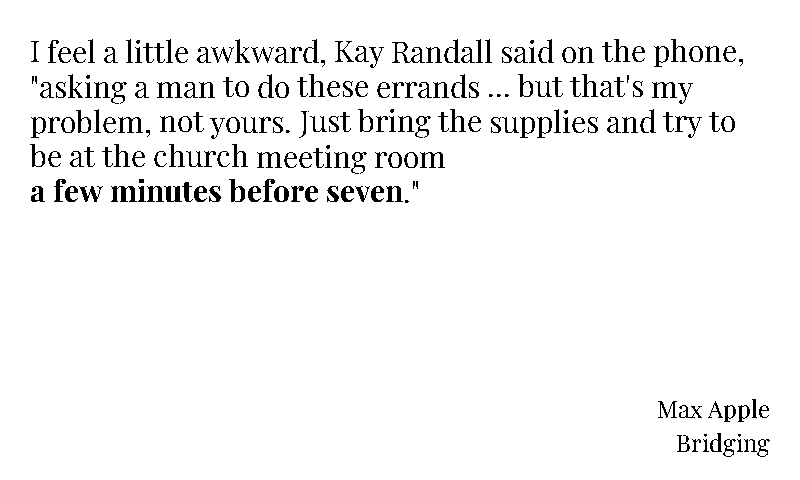 I feel a little awkward, Kay Randall said on the phone,
"asking a man to do these errands ... but that's my
problem, not yours. Just bring the supplies and try to
be at the church meeting room
a few minutes before seven."
Max Apple
Bridging